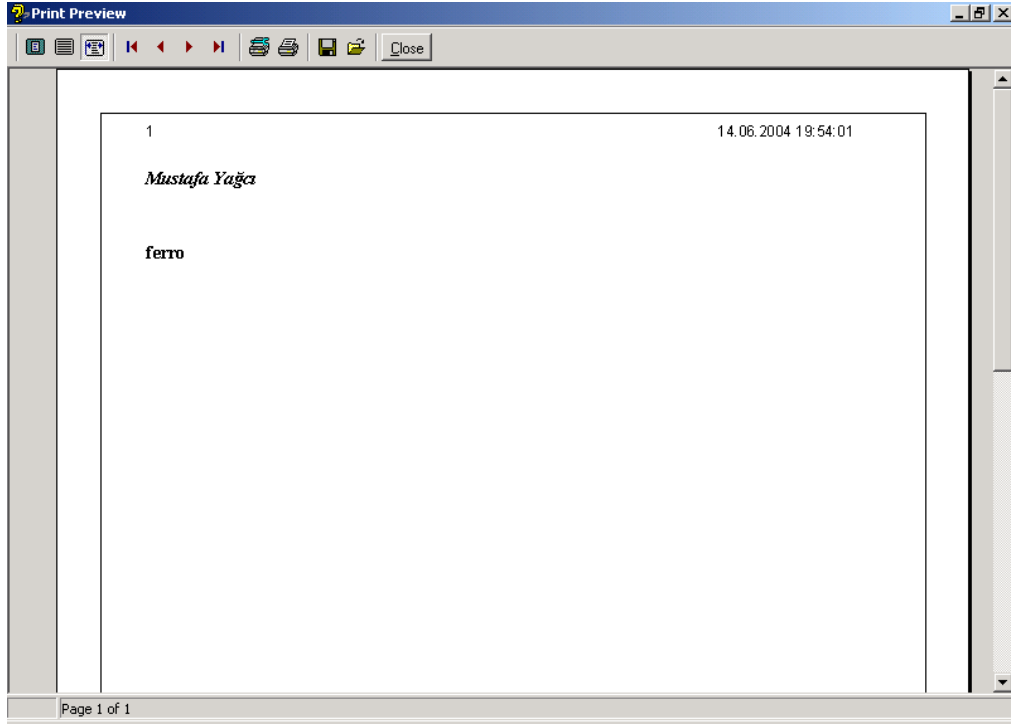 Print Preview
Close
1 14.06.2004 19:54:01
Mustafa Yağcı
ferro
Page 1 of 1